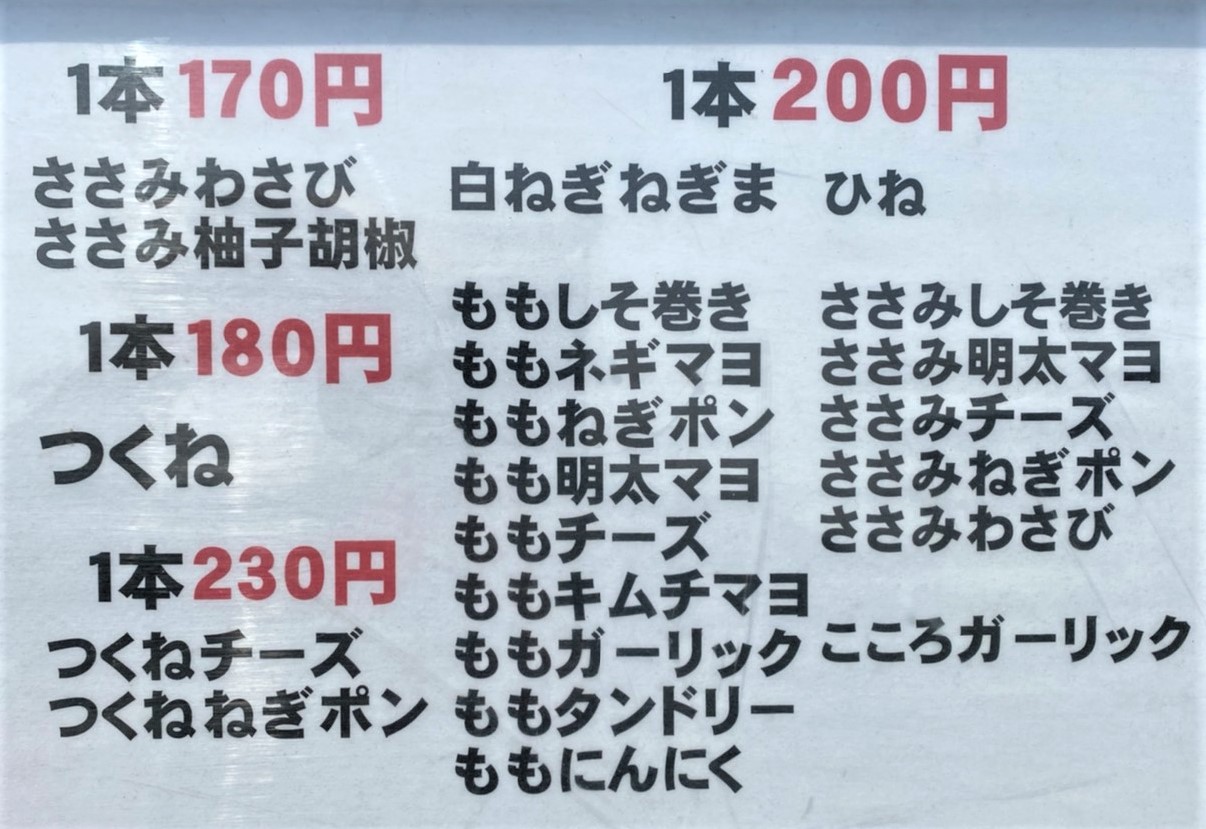 1本170円
ささみわさび
ささみ柚子胡椒
1本180円
つくね
1本230円
つくねチーズ
つくねねぎポン
1本200円
白ねぎねぎま
ももしそ巻き
ももネギマヨ
ももねぎポン
もも明太マヨ
ももチーズ
ももキムチマヨ
ももガーリック
ももタンドリー
ももにんにく
ひね
ささみしそ巻き
ささみ明太マヨ
ささみチーズ
ささみねぎポン
ささみわさび
こころガーリック